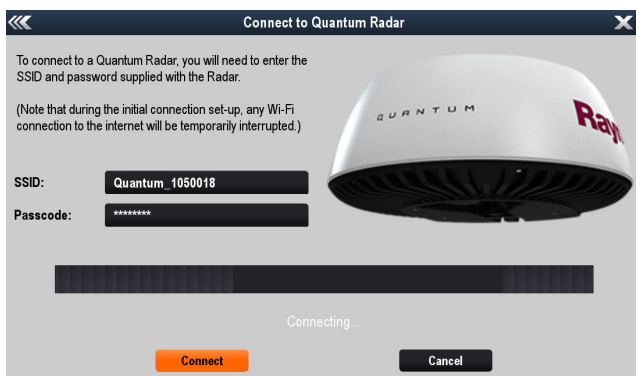 Connect to Quantum Radar
To connect to a Quantum Radar, you will need to enter the
SSID and password supplied with the Radar.
(Note that during the initial connection set-up, any Wi-Fi
connection to the internet will be temporarily interrupted.)
QUANTUM
Ray
SSID:
Quantum_1050018
Passcode:
********
Connecting...
Connect
Cancel